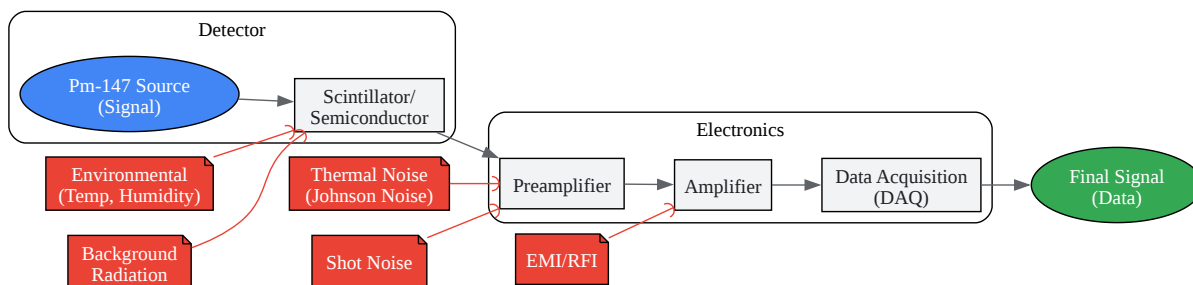 Detector
Pm-147 Source
(Signal)
Scintillator/
Semiconductor
Environmental
(Temp, Humidity)
Background
Radiation
Thermal Noise
(Johnson Noise)
Shot Noise
Electronics
Preamplifier
Amplifier
Data Acquisition
(DAQ)
EMI/RFI
Final Signal
(Data)